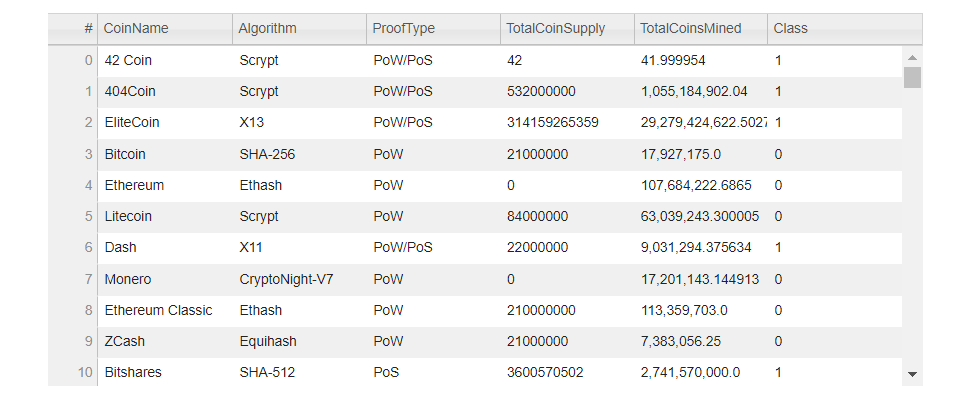 # CoinName Algorithm ProofType TotalCoinSupply TotalCoinsMined Class
0 42 Coin Scrypt PoW/PoS 42 41.999954 1
1 404Coin Scrypt PoW/PoS 532000000 1,055,184,902.04 1
2 EliteCoin X13 PoW/PoS 314159265359 29,279,424,622.5027 1
3 Bitcoin SHA-256 PoW 21000000 17,927,175.0 0
4 Ethereum Ethash PoW 0 107,684,222.6865 0
5 Litecoin Scrypt PoW 84000000 63,039,243.300005 0
6 Dash X11 PoW/PoS 22000000 9,031,294.375634 1
7 Monero CryptoNight-V7 PoW 0 17,201,143.144913 0
8 Ethereum Classic Ethash PoW 210000000 113,359,703.0 0
9 ZCash Equihash PoW 21000000 7,383,056.25 0
10 Bitshares SHA-512 PoS 3600570502 2,741,570,000.0 1